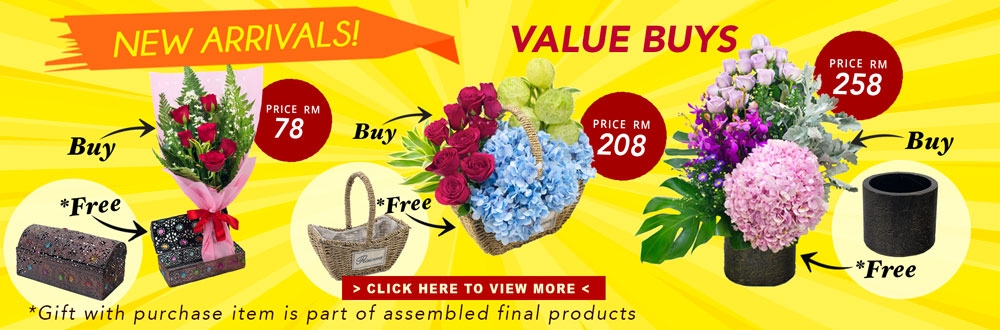 NEW ARRIVALS!
VALUE BUYS
PRICE RM
78
Buy
*Free
PRICE RM
208
Buy
*Free
PRICE RM
258
Buy
*Free
> CLICK HERE TO VIEW MORE <
*Gift with purchase item is part of assembled final products